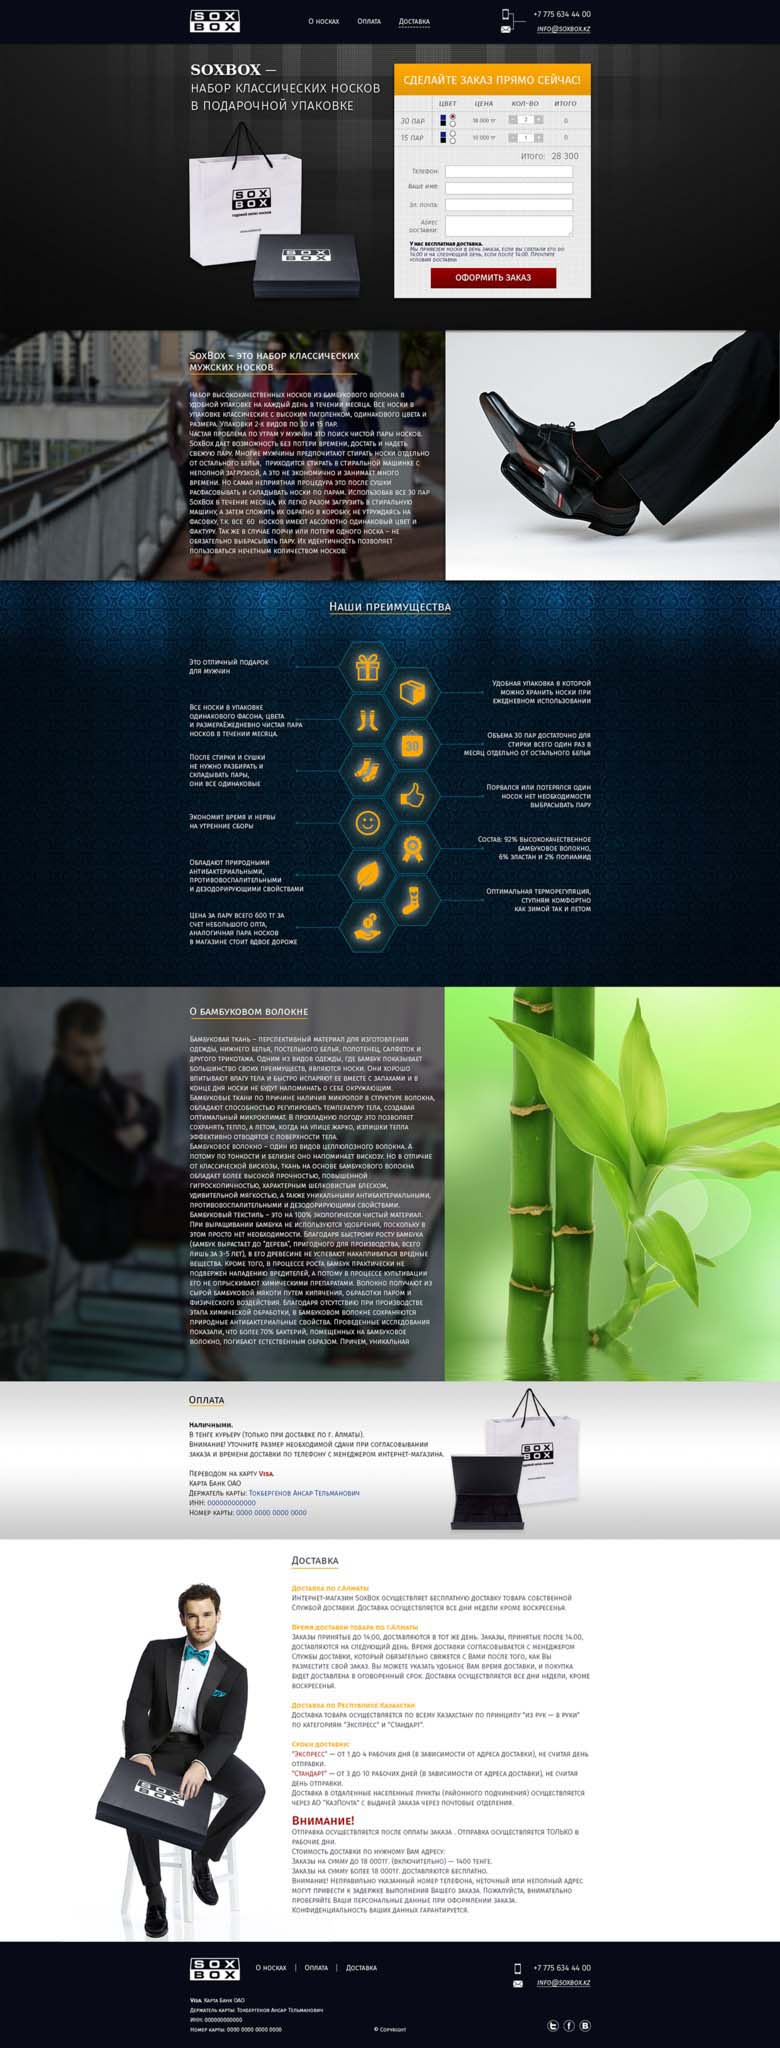 SOX
BOX
О носках
Оплата
Доставка
+7 775 634 44 00
INFO@SOXBOX.KZ
SOXBOX —
НАБОР КЛАССИЧЕСКИХ НОСКОВ
В ПОДАРОЧНОЙ УПАКОВКЕ
SOX
BOX
SOX
BOX
СДЕЛАЙТЕ ЗАКАЗ ПРЯМО СЕЙЧАС!
ЦВЕТ ЦЕНА КОЛ-ВО ИТОГО
30 ПАР 18 000 ТГ - 2 + 0
15 ПАР 10 000 ТГ - 1 + 0
Итого: 28 300
Телефон:
Ваше имя:
Эл. почта:
Адрес
доставки:
У нас бесплатная доставка.
Мы привезем носки в день заказа, если вы сделали его до
14:00 и на следующий день, если после 14:00. Прочтите
условия доставки
ОФОРМИТЬ ЗАКАЗ
SoxBox – это набор классических
мужских носков
Набор высококачественных носков из бамбукового волокна в
удобной упаковке на каждый день в течении месяца. Все носки в
упаковке классические с высоким паголенком, одинакового цвета и
размера. Упаковки 2-х видов по 30 и 15 пар.
Частая проблема по утрам у мужчин это поиск чистой пары носков.
SoxBox дает возможность без потери времени, достать и надеть
свежую пару. Многие мужчины предпочитают стирать носки отдельно
от остального белья, приходится стирать в стиральной машинке с
неполной загрузкой, а это не экономично и занимает много
времени. Но самая неприятная процедура это после сушки
расфасовывать и складывать носки по парам. Использовав все 30 пар
SoxBox в течение месяца, их легко разом загрузить в стиральную
машину, а затем сложить их обратно в коробку, не утруждаясь на
фасовку, т.к. все 60 носков имеют абсолютно одинаковый цвет и
фактуру. Так же в случае порчи или потери одного носка – не
обязательно выбрасывать пару. Их идентичность позволяет
пользоваться нечетным количеством носков.
Наши преимущества
Это отличный подарок
для мужчин
Удобная упаковка в которой
можно хранить носки при
ежедневном использовании
Все носки в упаковке
одинакового фасона, цвета
и размераЕжедневно чистая пара
носков в течении месяца.
30
Объема 30 пар достаточно для
стирки всего один раз в
месяц отдельно от остального белья
После стирки и сушки
не нужно разбирать и
складывать пары,
они все одинаковые
Порвался или потерялся один
носок нет необходимости
выбрасывать пару
Экономит время и нервы
на утренние сборы
Состав: 92% высококачественное
бамбуковое волокно,
6% эластан и 2% полиамид
Обладают природными
антибактериальными,
противовоспалительными
и дезодорирующими свойствами
Оптимальная терморегуляция,
ступням комфортно
как зимой так и летом
Цена за пару всего 600 тг за
счет небольшого опта,
аналогичная пара носков
в магазине стоит вдвое дороже
О бамбуковом волокне
Бамбуковая ткань – перспективный материал для изготовления
одежды, нижнего белья, постельного белья, полотенец, салфеток и
другого трикотажа. Одним из видов одежды, где бамбук показывает
большинство своих преимуществ, являются носки. Они хорошо
впитывают влагу тела и быстро испаряют ее вместе с запахами и в
конце дня носки не будут напоминать о себе окружающим.
Бамбуковые ткани по причине наличия микропор в структуре волокна,
обладают способностью регулировать температуру тела, создавая
оптимальный микроклимат. В прохладную погоду это позволяет
сохранять тепло, а летом, когда на улице жарко, излишки тепла
эффективно отводятся с поверхности тела.
Бамбуковое волокно – один из видов целлюлозного волокна. А
потому по тонкости и белизне оно напоминает вискозу. Но в отличие
от классической вискозы, ткань на основе бамбукового волокна
обладает более высокой прочностью, повышенной
гигроскопичностью, характерным шелковистым блеском,
удивительной мягкостью, а также уникальными антибактериальными,
противовоспалительными и дезодорирующими свойствами.
Бамбуковый текстиль – это на 100% экологически чистый материал.
При выращивании бамбука не используются удобрения, поскольку в
этом просто нет необходимости. Благодаря быстрому росту бамбука
(бамбук вырастает до "дерева", пригодного для производства, всего
лишь за 3-5 лет), в его древесине не успевают накапливаться вредные
вещества. Кроме того, в процессе роста бамбук практически не
подвержен нападению вредителей, а потому в процессе культивации
его не опрыскивают химическими препаратами. Волокно получают из
сырой бамбуковой мякоти путем кипячения, обработки паром и
физического воздействия. Благодаря отсутствию при производстве
этапа химической обработки, в бамбуковом волокне сохраняются
природные антибактериальные свойства. Проведенные исследования
показали, что более 70% бактерий, помещенных на бамбуковое
волокно, погибают естественным образом. Причем, уникальная
Оплата
Наличными.
В тенге курьеру (только при доставке по г. Алматы).
Внимание! Уточните размер необходимой сдачи при согласовании
заказа и времени доставки по телефону с менеджером интернет-магазина.
Переводом на карту Visa.
Карта Банк ОАО
Держатель карты: Токбергенов Ансар Тельманович
ИНН: 000000000000
Номер карты: 0000 0000 0000 0000
SOX
BOX
Доставка
Доставка по г.Алматы
Интернет-магазин SoxBox осуществляет бесплатную доставку товара собственной
Службой доставки. Доставка осуществляется все дни недели кроме воскресенья.
Время доставки товара по г.Алматы
Заказы принятые до 14.00, доставляются в тот же день. Заказы, принятые после 14.00,
доставляются на следующий день. Время доставки согласовывается с менеджером
Службы доставки, который обязательно свяжется с Вами после того, как Вы
разместите свой заказ. Вы можете указать удобное Вам время доставки, и покупка
будет доставлена в оговоренный срок. Доставка осуществляется все дни недели, кроме
воскресенья.
Доставка по Республике Казахстан
Доставка товара осуществляется по всему Казахстану по принципу "из рук — в руки"
по категориям "Экспресс" и "Стандарт".
Сроки доставки:
"Экспресс" — от 1 до 4 рабочих дня (в зависимости от адреса доставки), не считая день
отправки.
"Стандарт" — от 3 до 10 рабочих дней (в зависимости от адреса доставки), не считая
день отправки.
Доставка в отдаленные населенные пункты (районного подчинения) осуществляется
через АО "КазПочта" с выдачей заказа через почтовые отделения.
Внимание!
Отправка осуществляется после оплаты заказа . Отправка осуществляется ТОЛЬКО в
рабочие дни.
Стоимость доставки по нужному Вам адресу:
Заказы на сумму до 18 000тг. (включительно) — 1400 тенге.
Заказы на сумму более 18 000тг. доставляются бесплатно.
Внимание! Неправильно указанный номер телефона, неточный или неполный адрес
могут привести к задержке выполнения Вашего заказа. Пожалуйста, внимательно
проверяйте Ваши персональные данные при оформлении заказа.
Конфиденциальность ваших данных гарантируется.
SOX
BOX
SOX
BOX
О носках | Оплата | Доставка
+7 775 634 44 00
INFO@SOXBOX.KZ
Visa. Карта Банк ОАО
Держатель карты: Токбергенов Ансар Тельманович
ИНН: 000000000000
Номер карты: 0000 0000 0000 0000
© Copyright